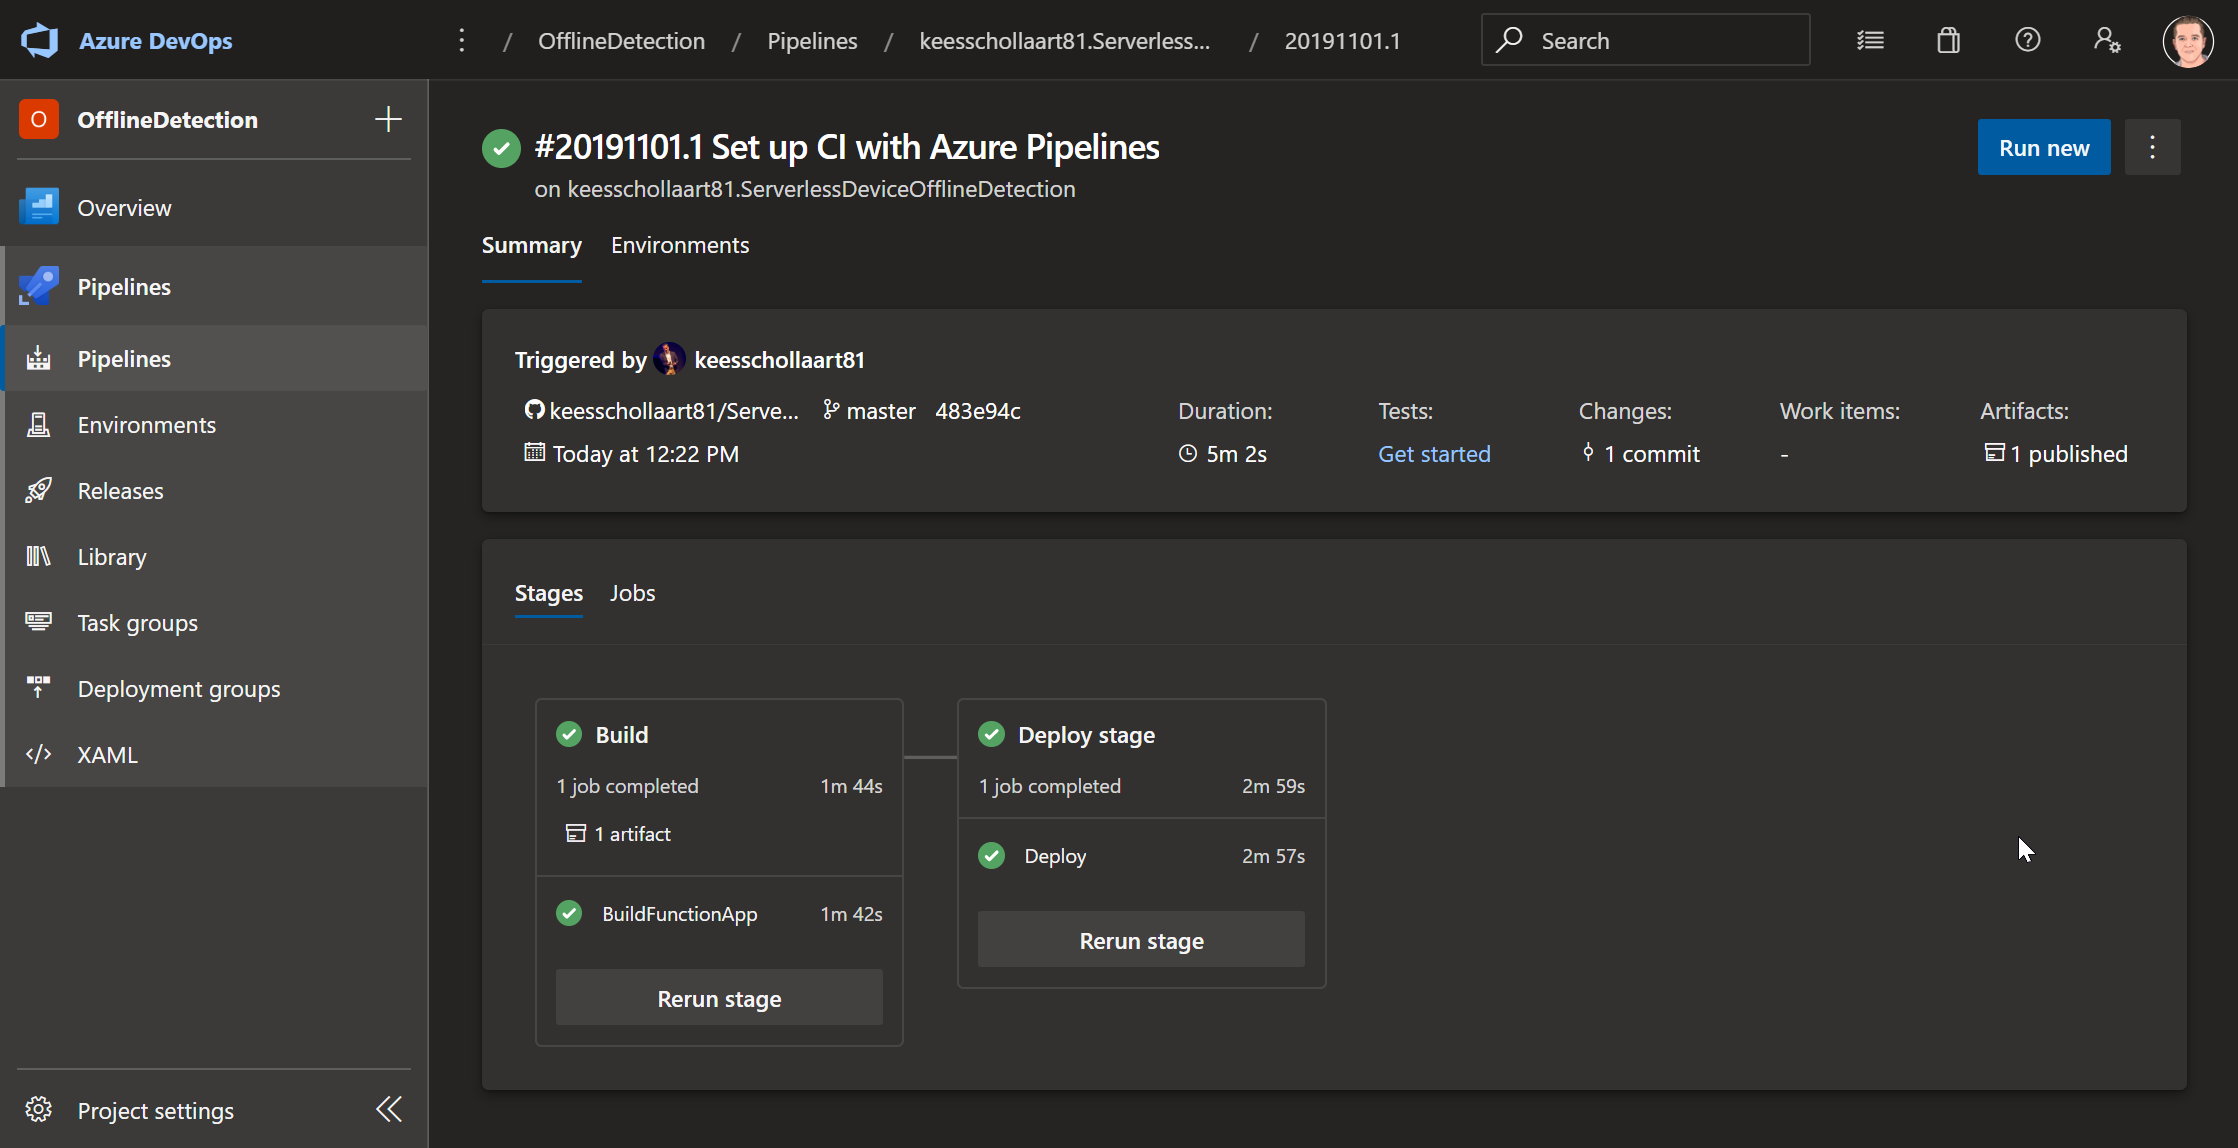 Azure DevOps
/ OfflineDetection / Pipelines / keesschollaart81.Serverless... / 20191101.1
Search
O OfflineDetection
Overview
Pipelines
Pipelines
Environments
Releases
Library
Task groups
Deployment groups
XAML
Project settings
#20191101.1 Set up CI with Azure Pipelines
on keesschollaart81.ServerlessDeviceOfflineDetection
Run new
Summary Environments
Triggered by keesschollaart81
keesschollaart81/Serve... master 483e94c
Today at 12:22 PM
Duration:
5m 2s
Tests:
Get started
Changes:
1 commit
Work items:
-
Artifacts:
1 published
Stages Jobs
Build
1 job completed 1m 44s
1 artifact
BuildFunctionApp 1m 42s
Rerun stage
Deploy stage
1 job completed 2m 59s
Deploy 2m 57s
Rerun stage